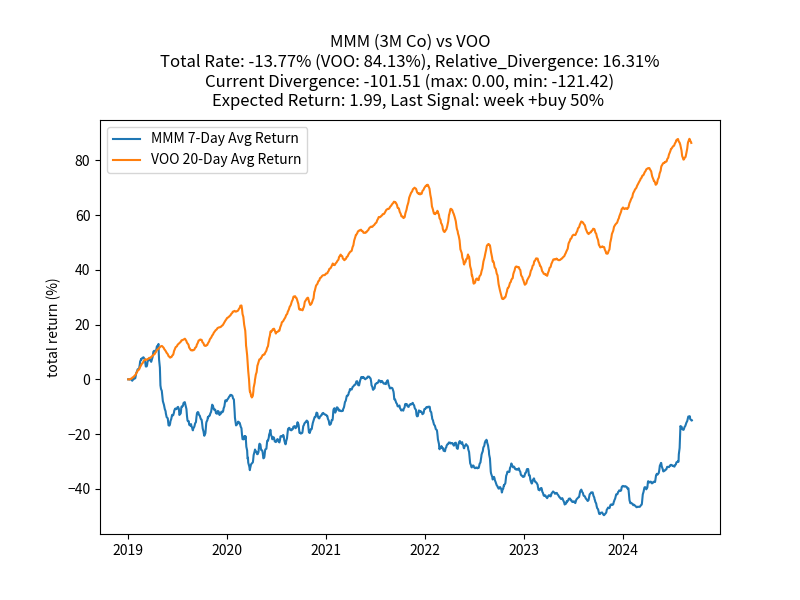 MMM (3M Co) vs VOO
Total Rate: -13.77% (VOO: 84.13%), Relative_Divergence: 16.31%
Current Divergence: -101.51 (max: 0.00, min: -121.42)
Expected Return: 1.99, Last Signal: week +buy 50%
MMM 7-Day Avg Return
VOO 20-Day Avg Return
total return (%)
80
60
40
20
0
−20
−40
2019
2020
2021
2022
2023
2024